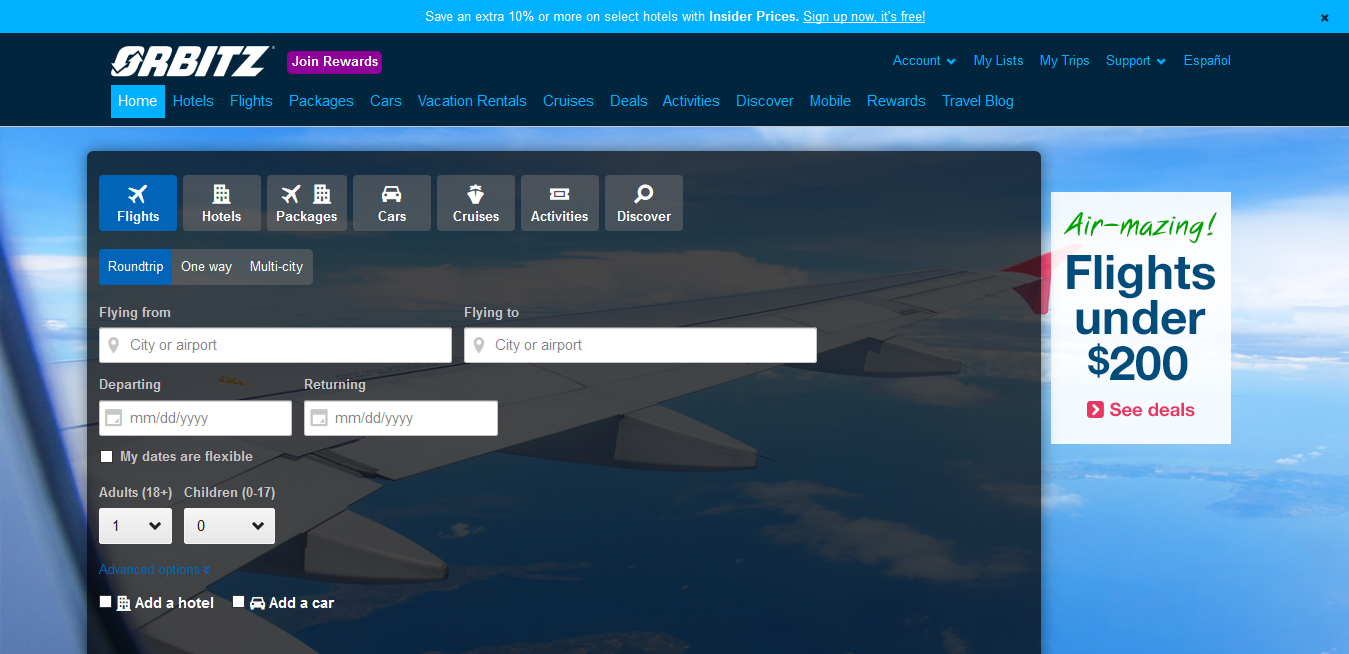 Save an extra 10% or more on select hotels with Insider Prices. Sign up now, it's free!
ORBITZ
Join Rewards
Account My Lists My Trips Support Español
Home Hotels Flights Packages Cars Vacation Rentals Cruises Deals Activities Discover Mobile Rewards Travel Blog
Flights Hotels Packages Cars Cruises Activities Discover
Roundtrip One way Multi-city
Flying from Flying to
City or airport City or airport
Departing Returning
mm/dd/yyyy mm/dd/yyyy
My dates are flexible
Adults (18+) Children (0-17)
1 0
Advanced options
Add a hotel Add a car
Air-mazing!
Flights
under
$200
See deals